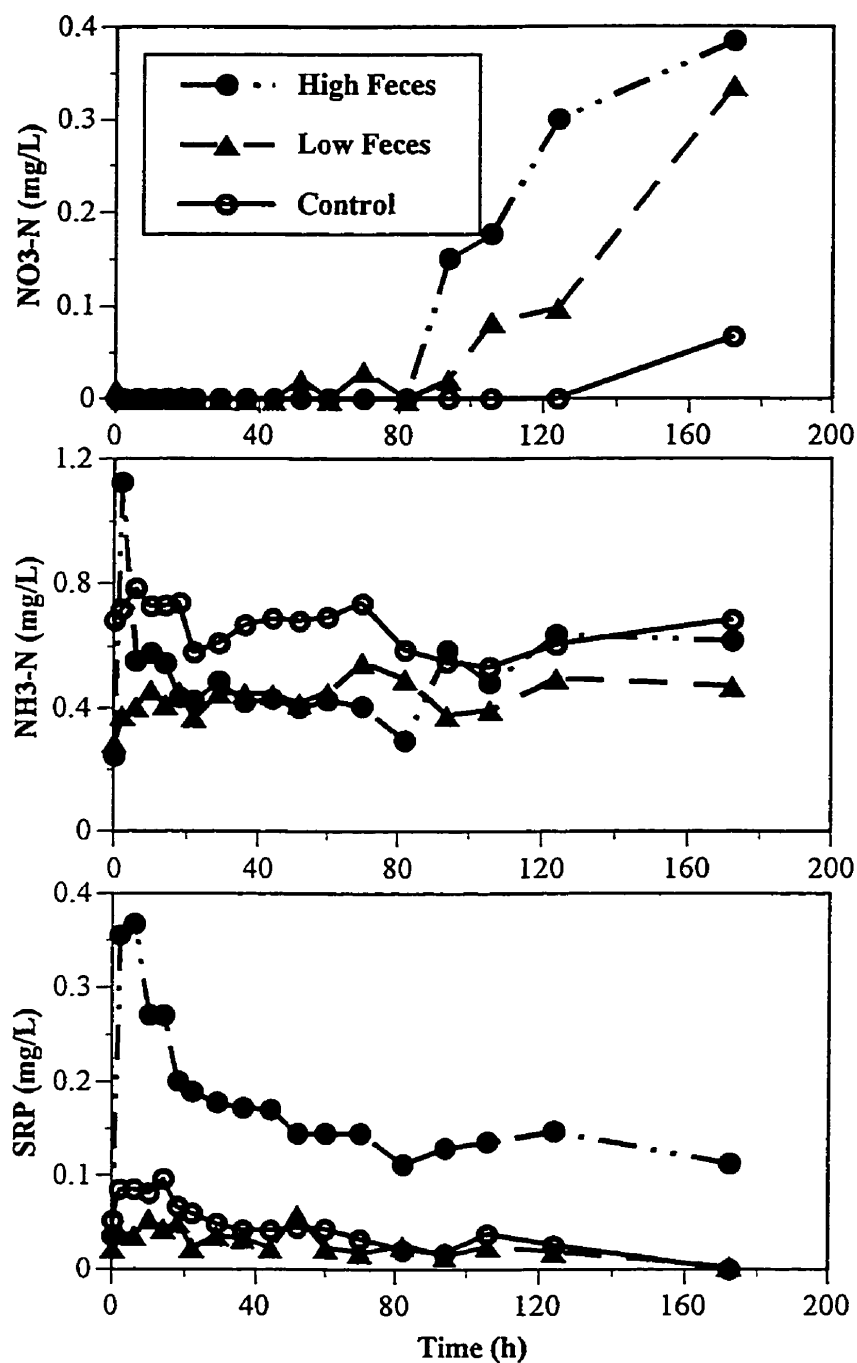 0.4
High Feces
0.3
Low Feces
NO3-N (mg/L)
0.2
Control
0.1
0
0 40 80 120 160 200
1.2
NH3-N (mg/L)
0.8
0.4
0
0 40 80 120 160 200
0.4
0.3
SRP (mg/L)
0.2
0.1
0
0 40 80 120 160 200
Time (h)